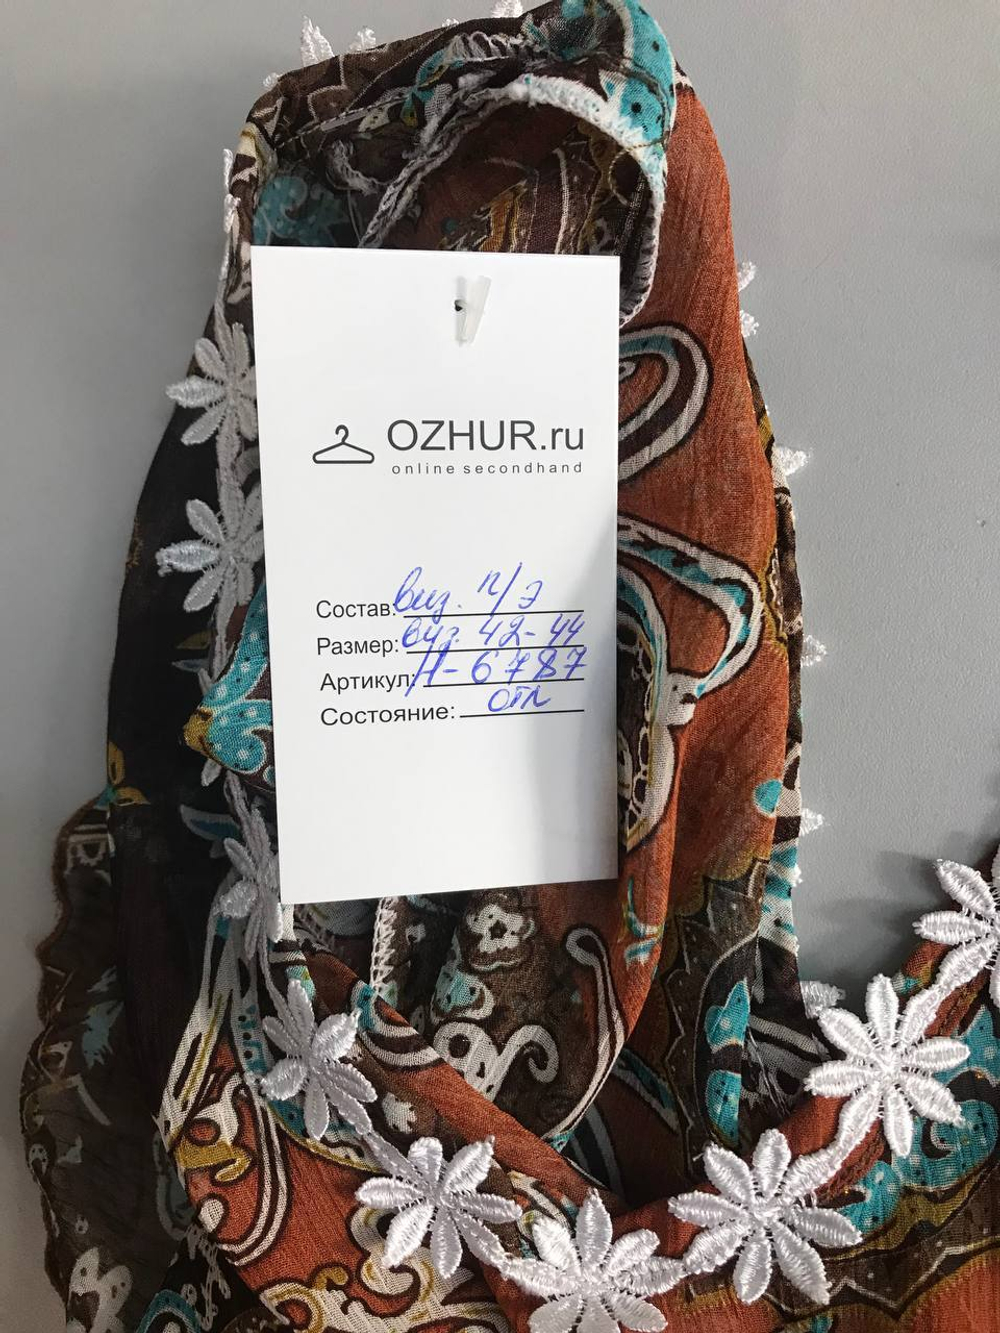 OZHUR.ru
online secondhand
Состав: виз. п/э
Размер: виз. 42-44
Артикул: Н-6787
Состояние: отл